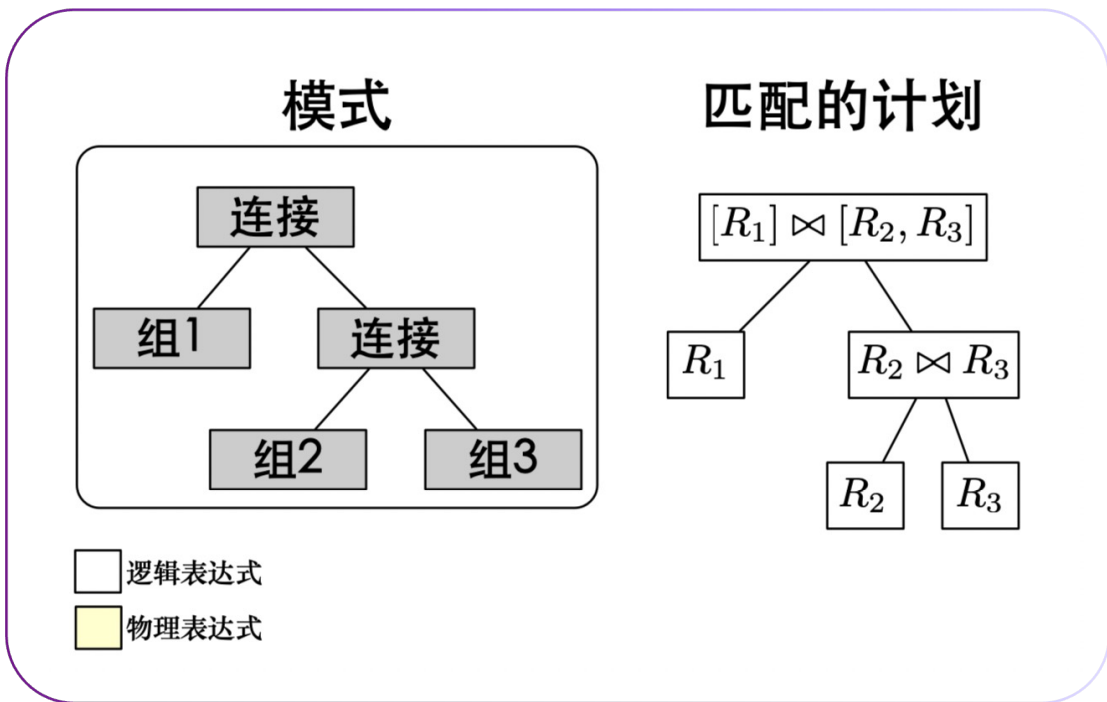 模式
连接
组1
连接
组2
组3
逻辑表达式
物理表达式
匹配的计划
[R₁] ⋈ [R₂, R₃]
R₁
R₂ ⋈ R₃
R₂
R₃